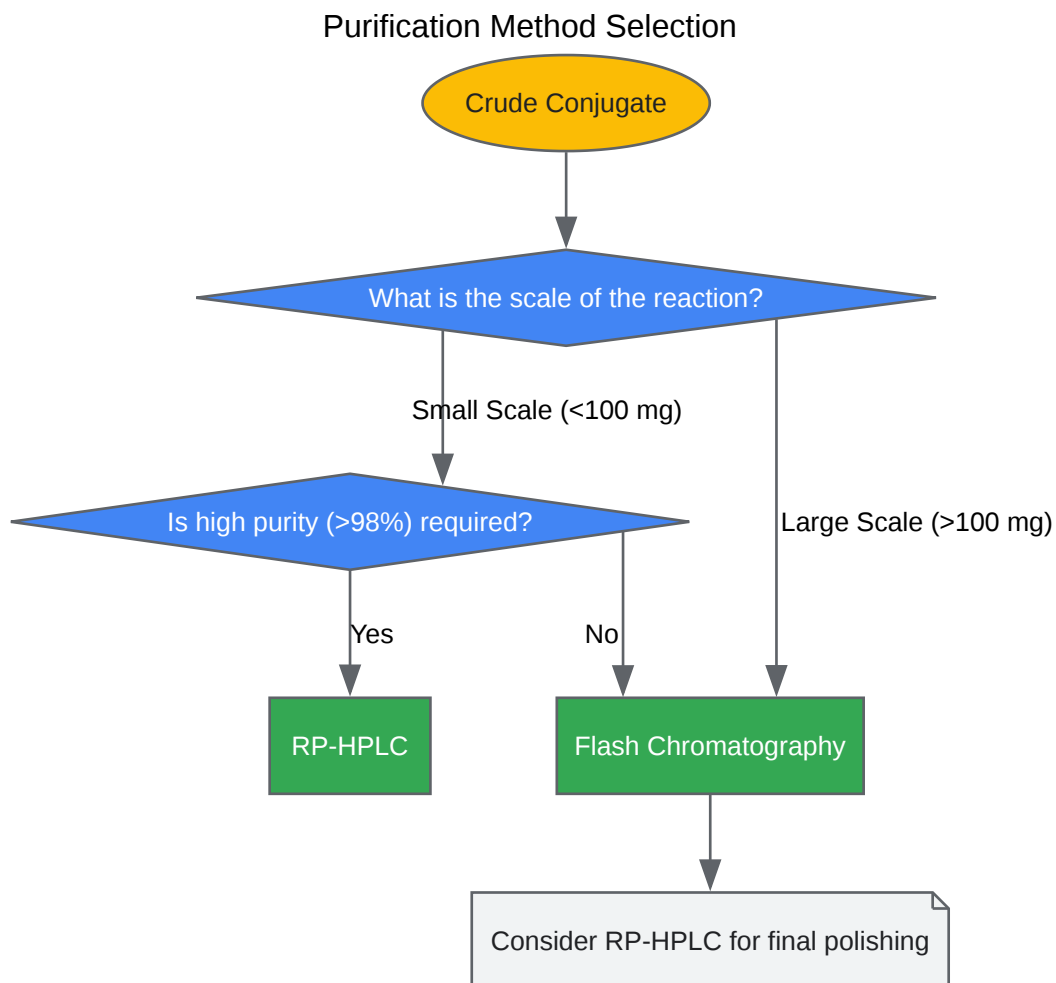 Purification Method Selection
Crude Conjugate
What is the scale of the reaction?
Small Scale (<100 mg)
Is high purity (>98%) required?
Large Scale (>100 mg)
Yes
No
RP-HPLC
Flash Chromatography
Consider RP-HPLC for final polishing